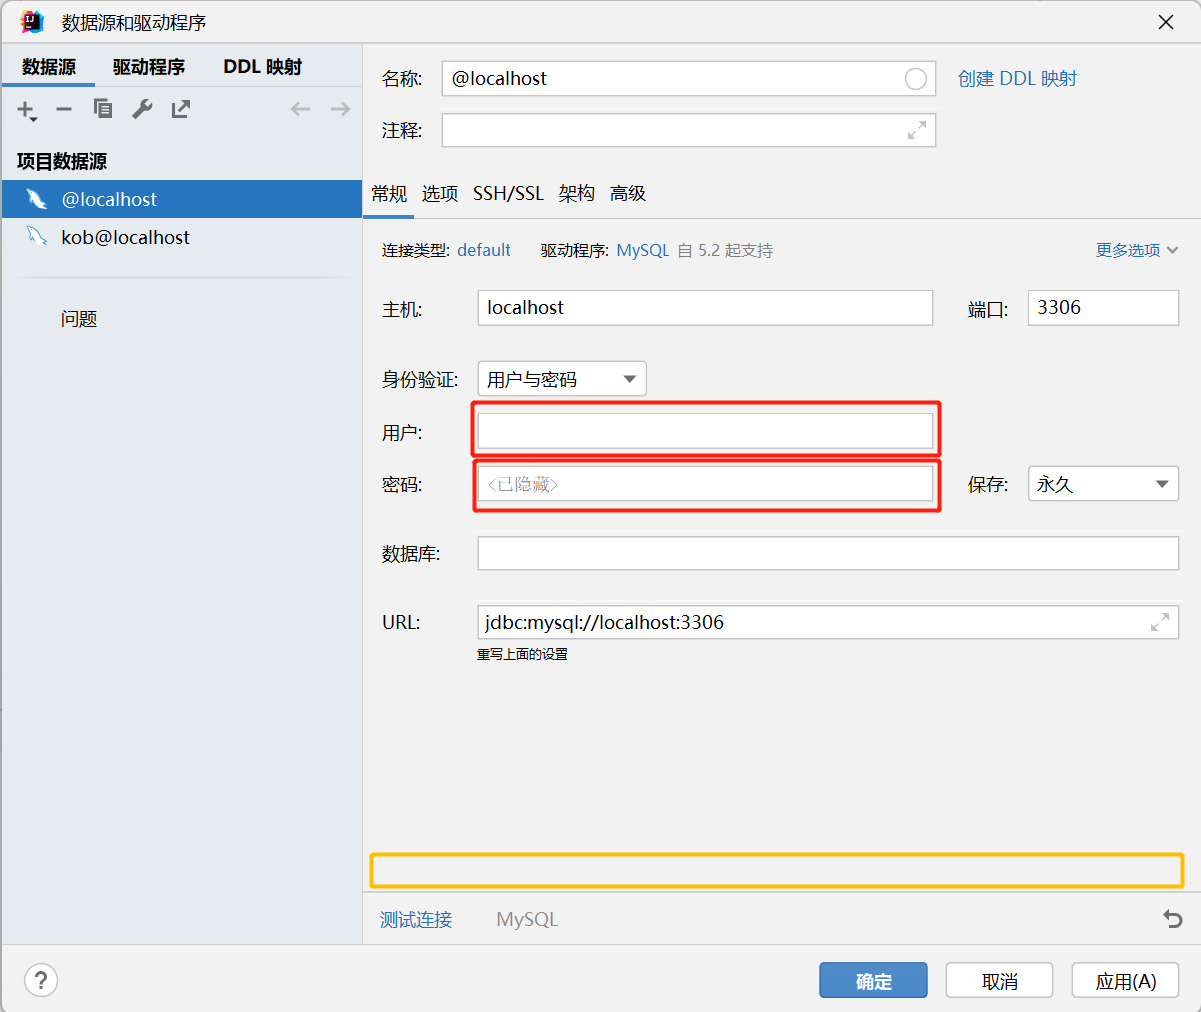 数据源和驱动程序
数据源 驱动程序 DDL 映射
项目数据源
@localhost
kob@localhost
问题
名称: @localhost 创建 DDL 映射
注释:
常规 选项 SSH/SSL 架构 高级
连接类型: default 驱动程序: MySQL 自 5.2 起支持 更多选项
主机: localhost 端口: 3306
身份验证: 用户与密码
用户:
密码: <已隐藏> 保存: 永久
数据库:
URL: jdbc:mysql://localhost:3306
重写上面的设置
测试连接 MySQL
? 确定 取消 应用(A)